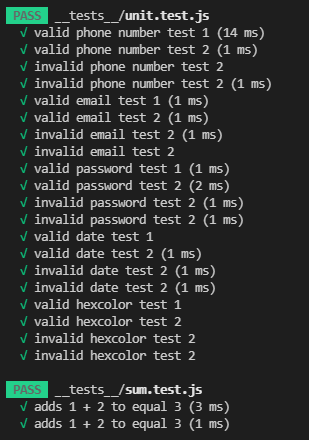 PASS __tests__/unit.test.js
√ valid phone number test 1 (14 ms)
√ valid phone number test 2 (1 ms)
√ invalid phone number test 2
√ invalid phone number test 2 (1 ms)
√ valid email test 1 (1 ms)
√ valid email test 2 (1 ms)
√ invalid email test 2 (1 ms)
√ invalid email test 2
√ valid password test 1 (1 ms)
√ valid password test 2 (2 ms)
√ invalid password test 2 (1 ms)
√ invalid password test 2 (1 ms)
√ valid date test 1
√ valid date test 2 (1 ms)
√ invalid date test 2 (1 ms)
√ invalid date test 2 (1 ms)
√ valid hexcolor test 1
√ valid hexcolor test 2
√ invalid hexcolor test 2
√ invalid hexcolor test 2
PASS __tests__/sum.test.js
√ adds 1 + 2 to equal 3 (3 ms)
√ adds 1 + 2 to equal 3 (1 ms)